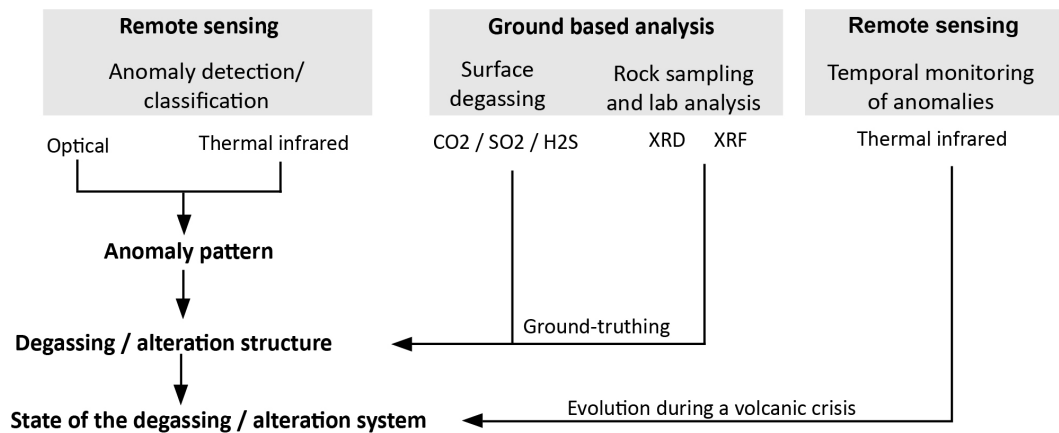 Remote sensing
Anomaly detection/
classification
Optical
Thermal infrared
Anomaly pattern
Degassing / alteration structure
State of the degassing / alteration system
Ground based analysis
Surface
degassing
Rock sampling
and lab analysis
CO2 / SO2 / H2S
XRD
XRF
Ground-truthing
Remote sensing
Temporal monitoring
of anomalies
Thermal infrared
Evolution during a volcanic crisis